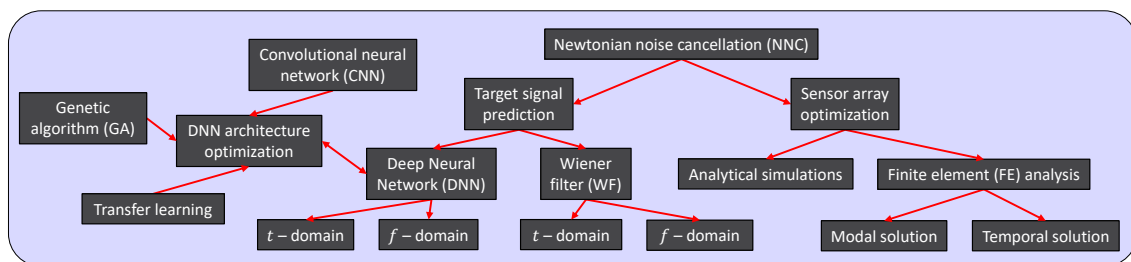 Newtonian noise cancellation (NNC)
Convolutional neural
network (CNN)
Genetic
algorithm (GA)
DNN architecture
optimization
Transfer learning
Target signal
prediction
Sensor array
optimization
Deep Neural
Network (DNN)
Wiener
filter (WF)
Analytical simulations
Finite element (FE) analysis
t – domain
f – domain
t – domain
f – domain
Modal solution
Temporal solution